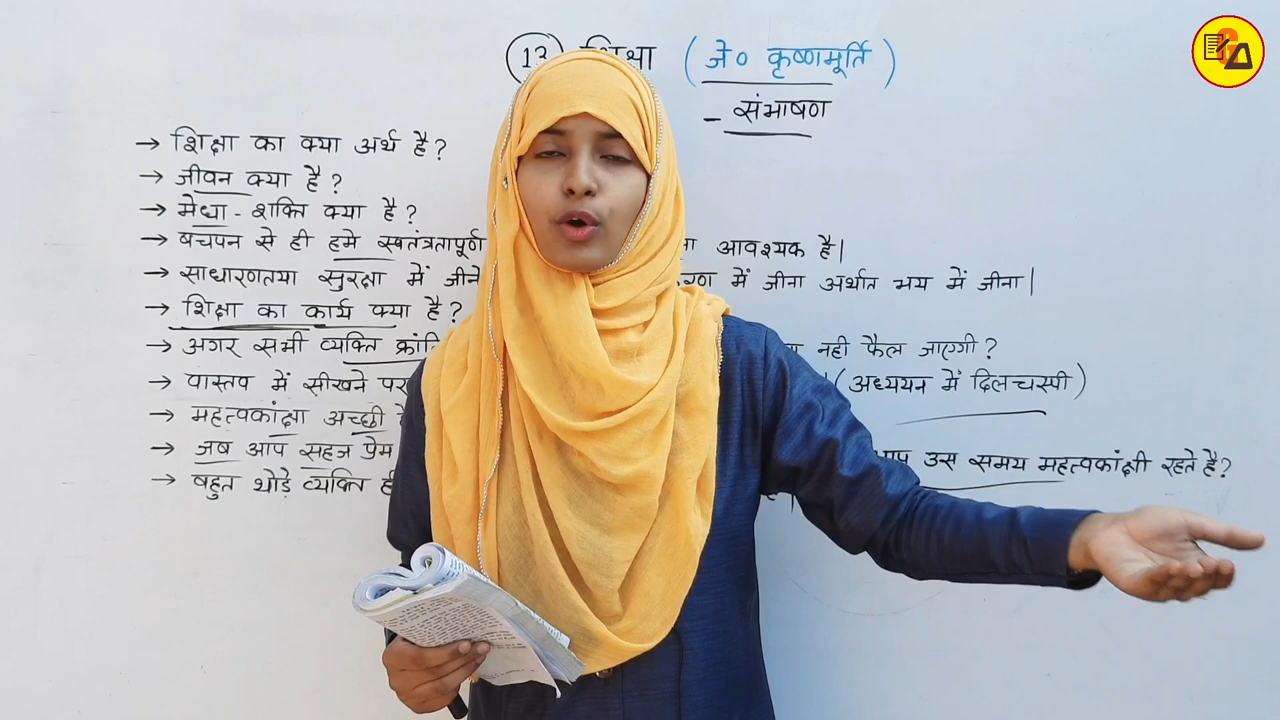 (13) शिक्षा (जे० कृष्णमूर्ति)
- संभाषण
→ शिक्षा का क्या अर्थ है?
→ जीवन क्या है?
→ मेधा - शक्ति क्या है?
→ बचपन से ही हमे स्वतंत्रतापूर्ण आवश्यक है।
→ साधारणतया सुरक्षा में जीने में जीना अर्थात भय में जीना।
→ शिक्षा का कार्य क्या है?
→ अगर सभी व्यक्ति नही फैल जाएगी?
→ वास्तव में सीखने (अध्ययन में दिलचस्पी)
→ महत्वकांक्षा अच्छी
→ जब आप सहज प्रेम उस समय महत्वकांक्षी रहते है?
→ बहुत थोड़े व्यक्ति